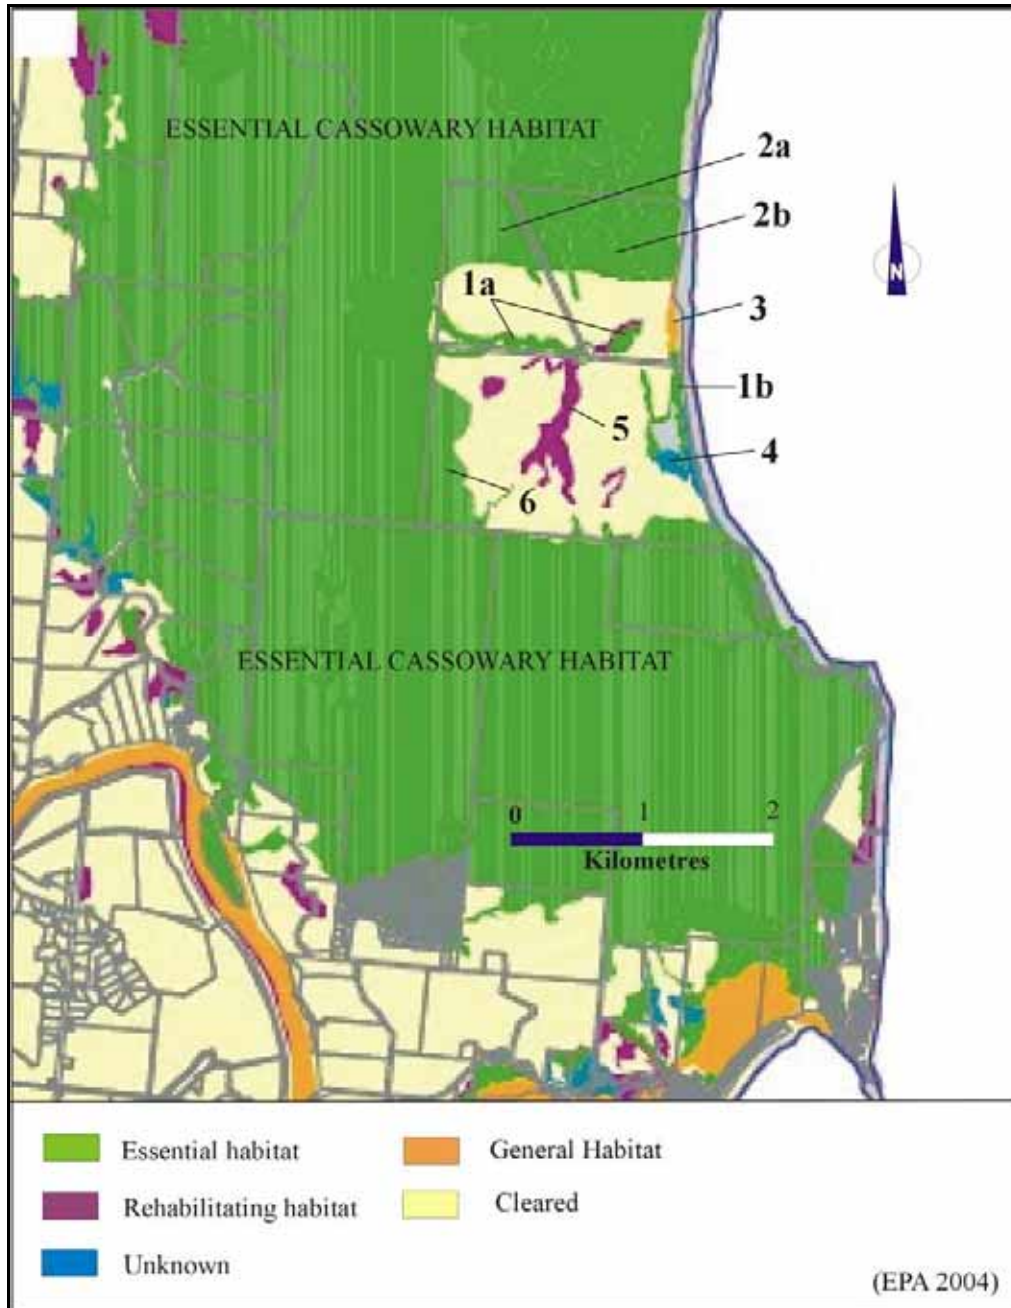 ESSENTIAL CASSOWARY HABITAT
2a
2b
N
1a
3
1b
5
4
6
ESSENTIAL CASSOWARY HABITAT
0 1 2
Kilometres
Essential habitat
General Habitat
Rehabilitating habitat
Cleared
Unknown
(EPA 2004)